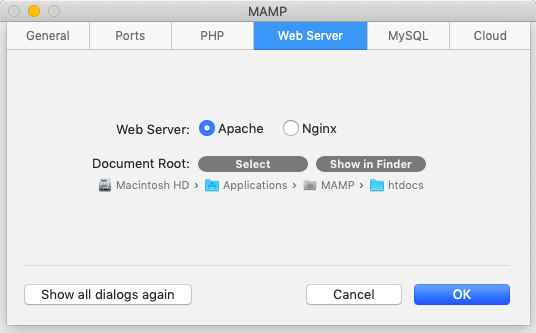 MAMP
General Ports PHP Web Server MySQL Cloud
Web Server: Apache Nginx
Document Root: Select Show in Finder
Macintosh HD › Applications › MAMP › htdocs
Show all dialogs again Cancel OK